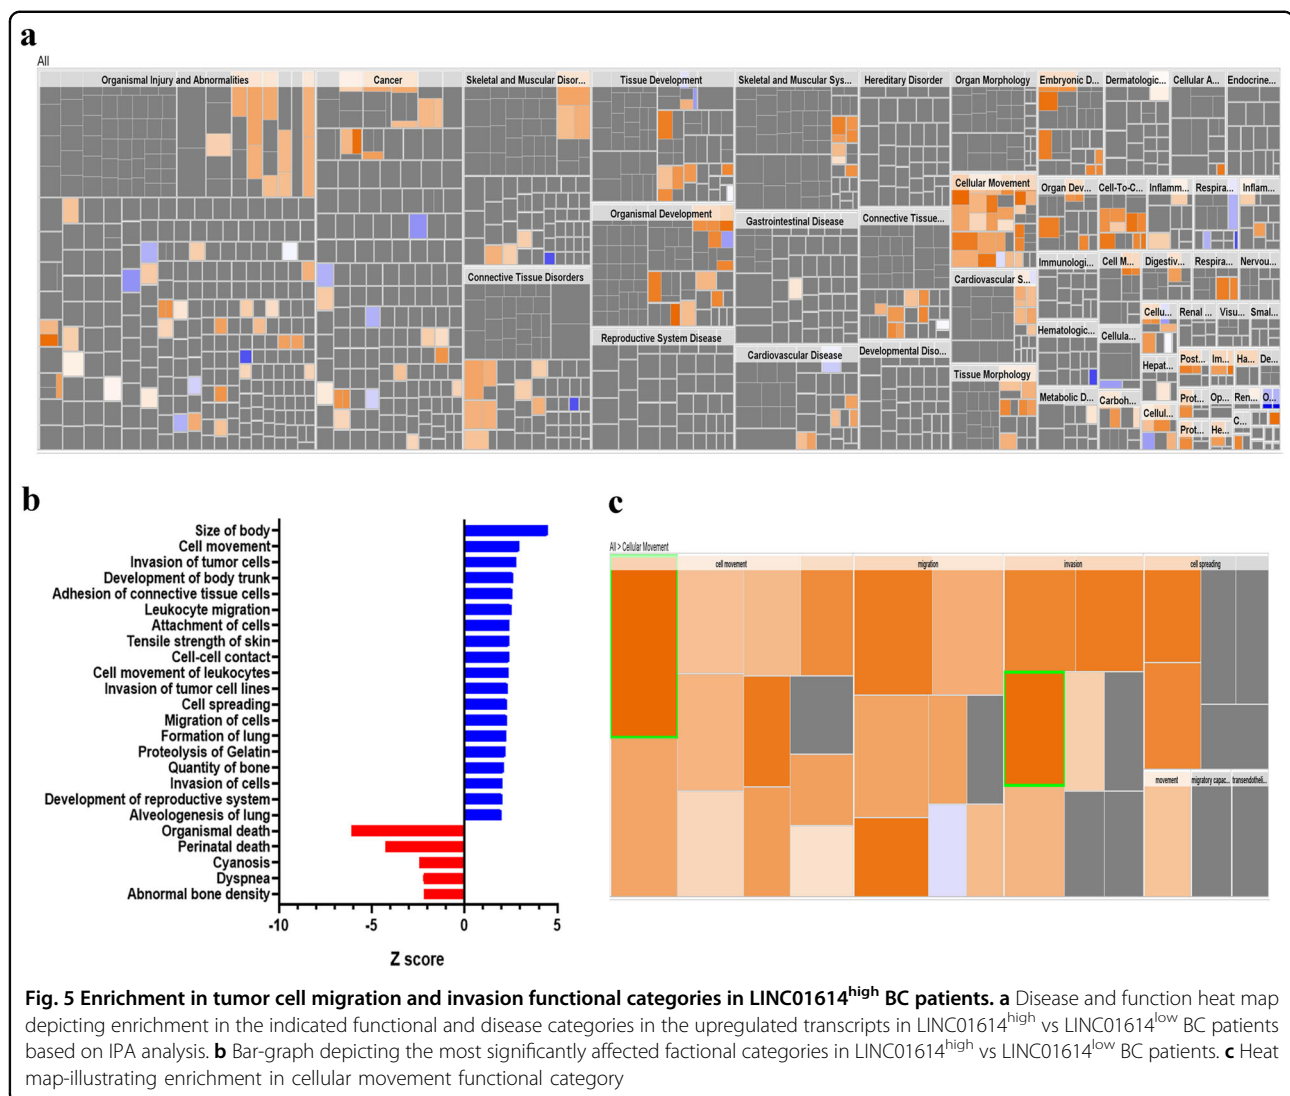 a
All
Organismal Injury and Abnormalities
Cancer
Skeletal and Muscular Disor...
Tissue Development
Skeletal and Muscular Sys...
Hereditary Disorder
Organ Morphology
Embryonic D...
Dermatologic...
Cellular A...
Endocrine...
Cellular Movement
Organ Dev...
Cell-To-C...
Inflamm...
Respira...
Inflam...
Organismal Development
Gastrointestinal Disease
Connective Tissue...
Connective Tissue Disorders
Cardiovascular S...
Immunologi...
Cell M...
Digestiv...
Respira...
Nervou...
Reproductive System Disease
Cardiovascular Disease
Developmental Diso...
Hematologic...
Cellula...
Cellu...
Renal ...
Visu...
Smal...
Tissue Morphology
Hepat...
Post...
Im...
Ha...
De...
Metabolic D...
Carboh...
Cellul...
Prot...
Op...
Ren...
O...
Prot...
He...
C...
b
Size of body
Cell movement
Invasion of tumor cells
Development of body trunk
Adhesion of connective tissue cells
Leukocyte migration
Attachment of cells
Tensile strength of skin
Cell-cell contact
Cell movement of leukocytes
Invasion of tumor cell lines
Cell spreading
Migration of cells
Formation of lung
Proteolysis of Gelatin
Quantity of bone
Invasion of cells
Development of reproductive system
Alveologenesis of lung
Organismal death
Perinatal death
Cyanosis
Dyspnea
Abnormal bone density
-10 -5 0 5
Z score
c
All > Cellular Movement
cell movement
migration
invasion
cell spreading
movement
migratory capac...
transendotheli...
Fig. 5 Enrichment in tumor cell migration and invasion functional categories in LINC01614high BC patients. a Disease and function heat map
depicting enrichment in the indicated functional and disease categories in the upregulated transcripts in LINC01614high vs LINC01614low BC patients
based on IPA analysis. b Bar-graph depicting the most significantly affected factional categories in LINC01614high vs LINC01614low BC patients. c Heat
map-illustrating enrichment in cellular movement functional category